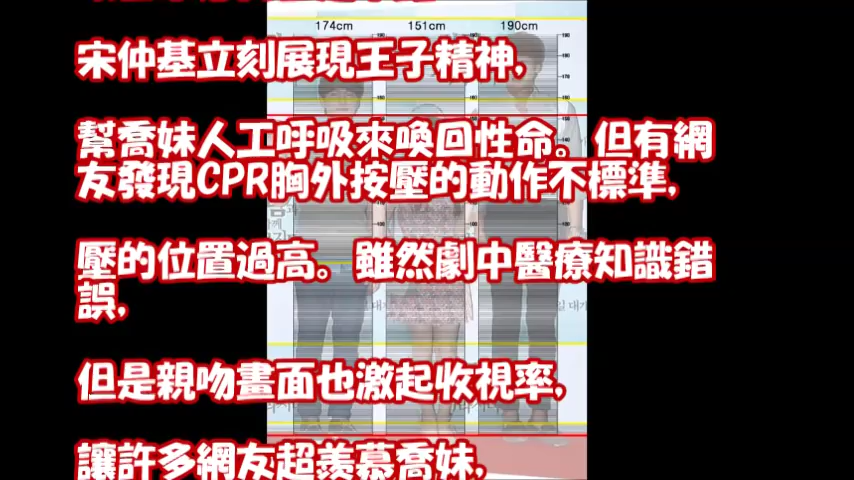 174cm 151cm 190cm
宋仲基立刻展現王子精神,
幫喬妹人工呼吸來喚回性命。但有網
友發現CPR胸外按壓的動作不標準,
壓的位置過高。雖然劇中醫療知識錯
誤,
但是親吻畫面也激起收視率,
讓許多網友超羨慕喬妹,